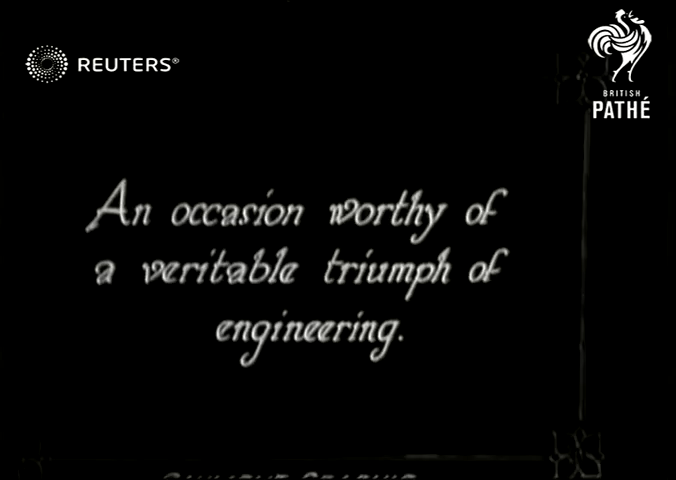 REUTERS®
BRITISH
PATHÉ
An occasion worthy of
a veritable triumph of
engineering.